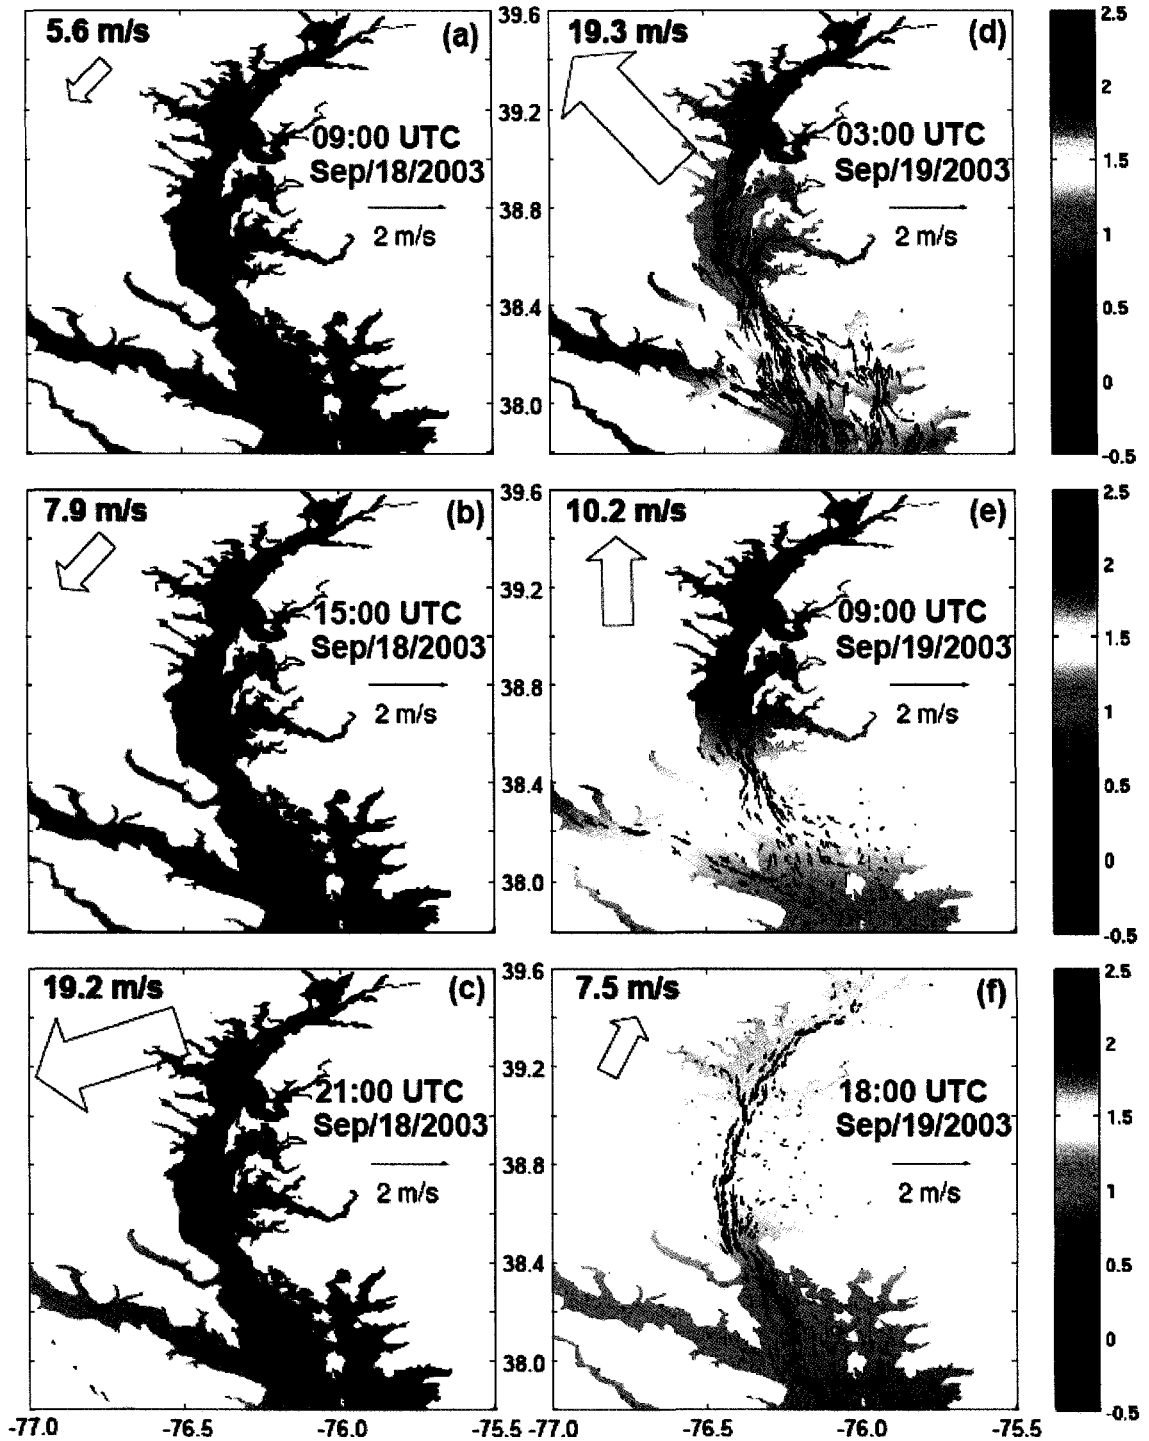 5.6 m/s
(a)
09:00 UTC
Sep/18/2003
2 m/s
39.6
39.2
38.8
38.4
38.0
19.3 m/s
(d)
03:00 UTC
Sep/19/2003
2 m/s
2.5
2
1.5
1
0.5
0
-0.5
7.9 m/s
(b)
15:00 UTC
Sep/18/2003
2 m/s
39.6
39.2
38.8
38.4
38.0
10.2 m/s
(e)
09:00 UTC
Sep/19/2003
2 m/s
2.5
2
1.5
1
0.5
0
-0.5
19.2 m/s
(c)
21:00 UTC
Sep/18/2003
2 m/s
39.6
39.2
38.8
38.4
38.0
7.5 m/s
(f)
18:00 UTC
Sep/19/2003
2 m/s
2.5
2
1.5
1
0.5
0
-0.5
-77.0 -76.5 -76.0 -77.0 -76.5 -76.0 -75.5